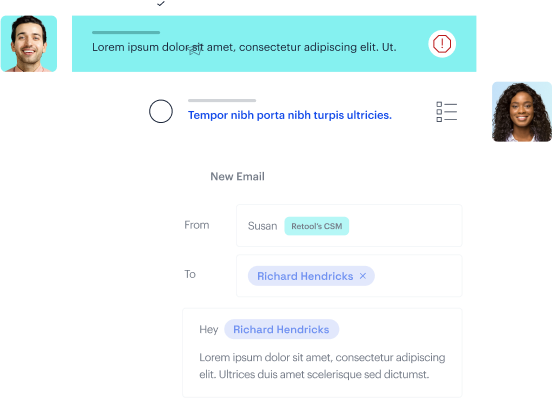 Lorem ipsum dolor sit amet, consectetur adipiscing elit. Ut.
Tempor nibh porta nibh turpis ultricies.
New Email
From
Susan Retool's CSM
To
Richard Hendricks ×
Hey Richard Hendricks
Lorem ipsum dolor sit amet, consectetur adipiscing
elit. Ultrices duis amet scelerisque sed dictumst.